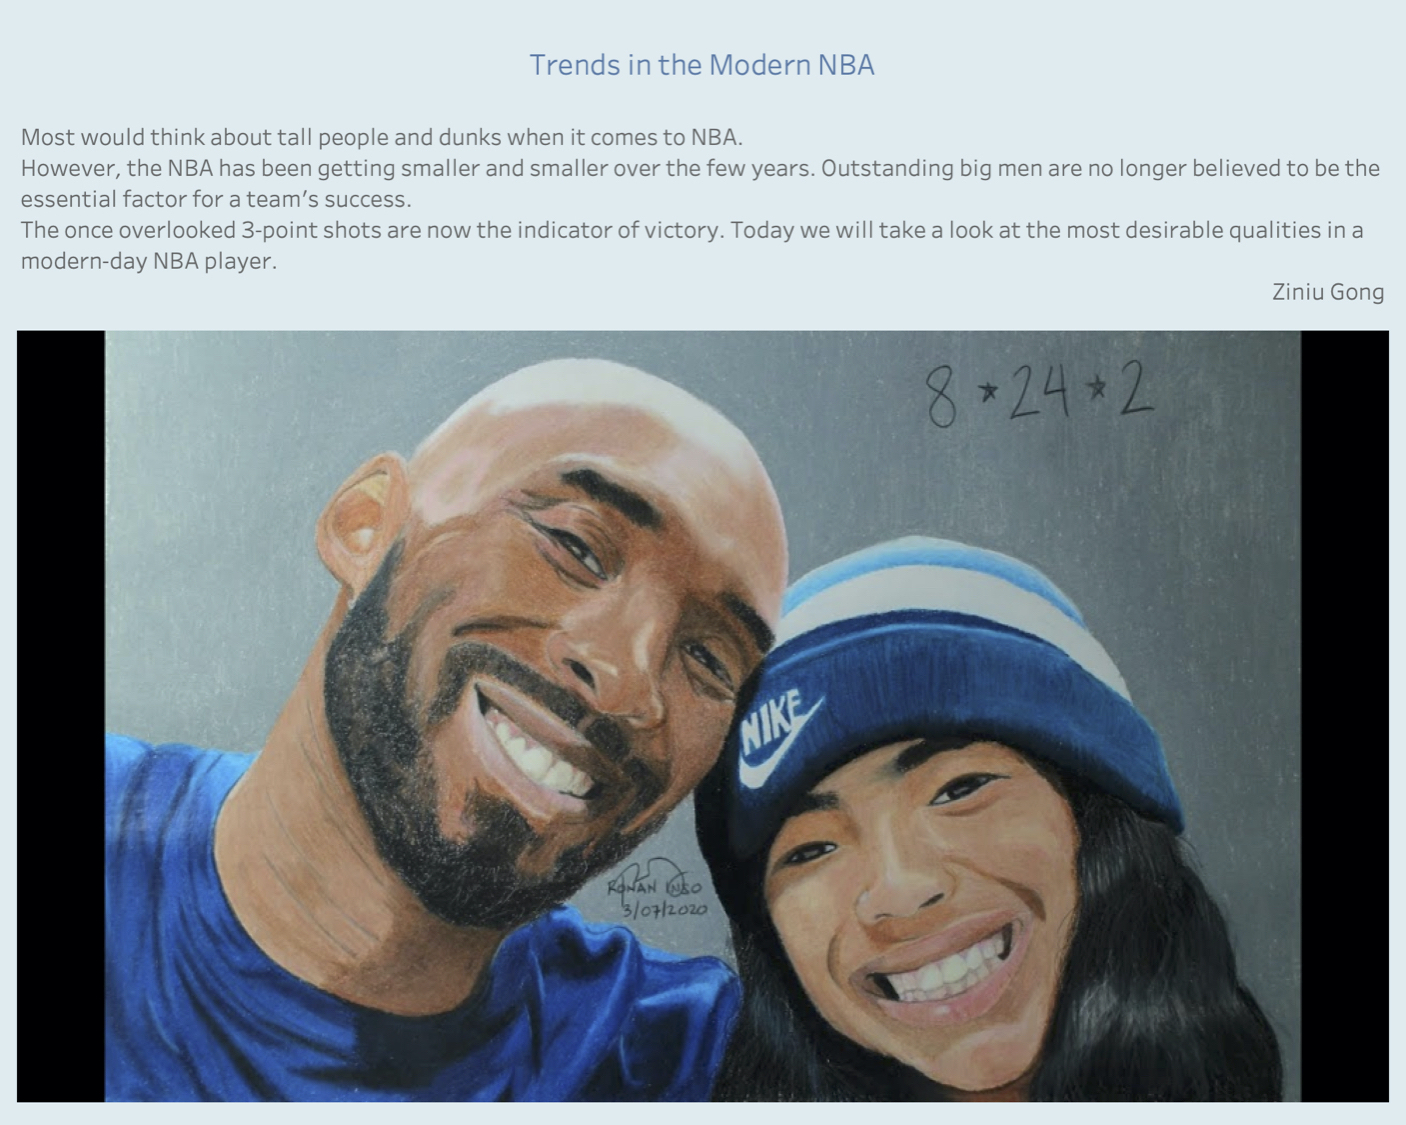 Trends in the Modern NBA
Most would think about tall people and dunks when it comes to NBA.
However, the NBA has been getting smaller and smaller over the few years. Outstanding big men are no longer believed to be the
essential factor for a team’s success.
The once overlooked 3-point shots are now the indicator of victory. Today we will take a look at the most desirable qualities in a
modern-day NBA player.
Ziniu Gong
8 ★ 24 ★ 2
NIKE
RONAN
3/07/2020